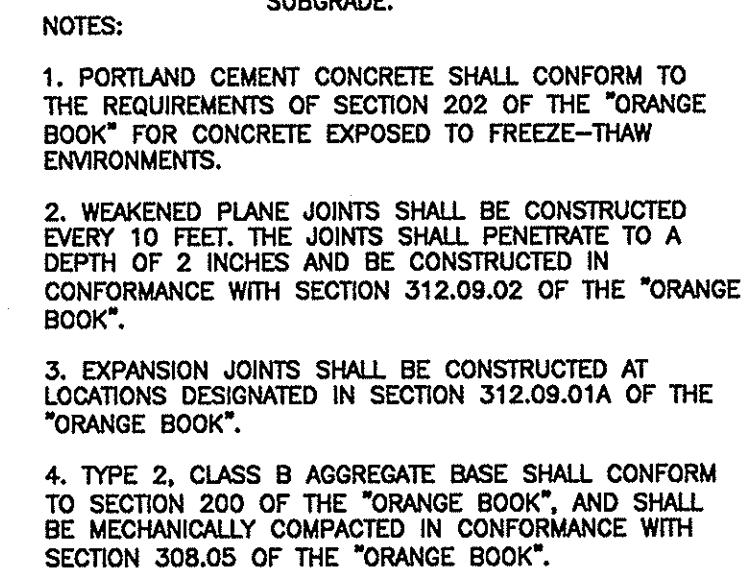 SUBGRADE.
NOTES:
1. PORTLAND CEMENT CONCRETE SHALL CONFORM TO
THE REQUIREMENTS OF SECTION 202 OF THE "ORANGE
BOOK" FOR CONCRETE EXPOSED TO FREEZE-THAW
ENVIRONMENTS.
2. WEAKENED PLANE JOINTS SHALL BE CONSTRUCTED
EVERY 10 FEET. THE JOINTS SHALL PENETRATE TO A
DEPTH OF 2 INCHES AND BE CONSTRUCTED IN
CONFORMANCE WITH SECTION 312.09.02 OF THE "ORANGE
BOOK".
3. EXPANSION JOINTS SHALL BE CONSTRUCTED AT
LOCATIONS DESIGNATED IN SECTION 312.09.01A OF THE
"ORANGE BOOK".
4. TYPE 2, CLASS B AGGREGATE BASE SHALL CONFORM
TO SECTION 200 OF THE "ORANGE BOOK", AND SHALL
BE MECHANICALLY COMPACTED IN CONFORMANCE WITH
SECTION 308.05 OF THE "ORANGE BOOK".